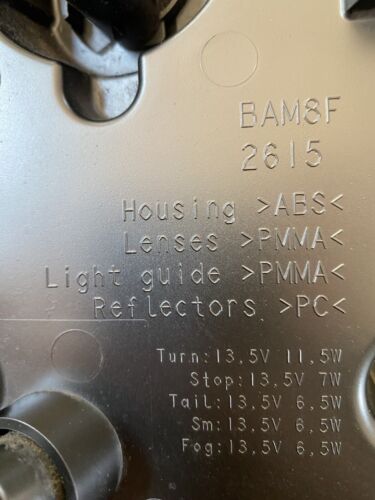 BAM8F
2615
Housing >ABS<
Lenses >PMMA<
Light guide >PMMA<
Reflectors >PC<
Turn:13,5V 11,5W
Stop:13,5V 7W
Tail:13,5V 6,5W
Sm:13,5V 6,5W
Fog:13,5V 6,5W